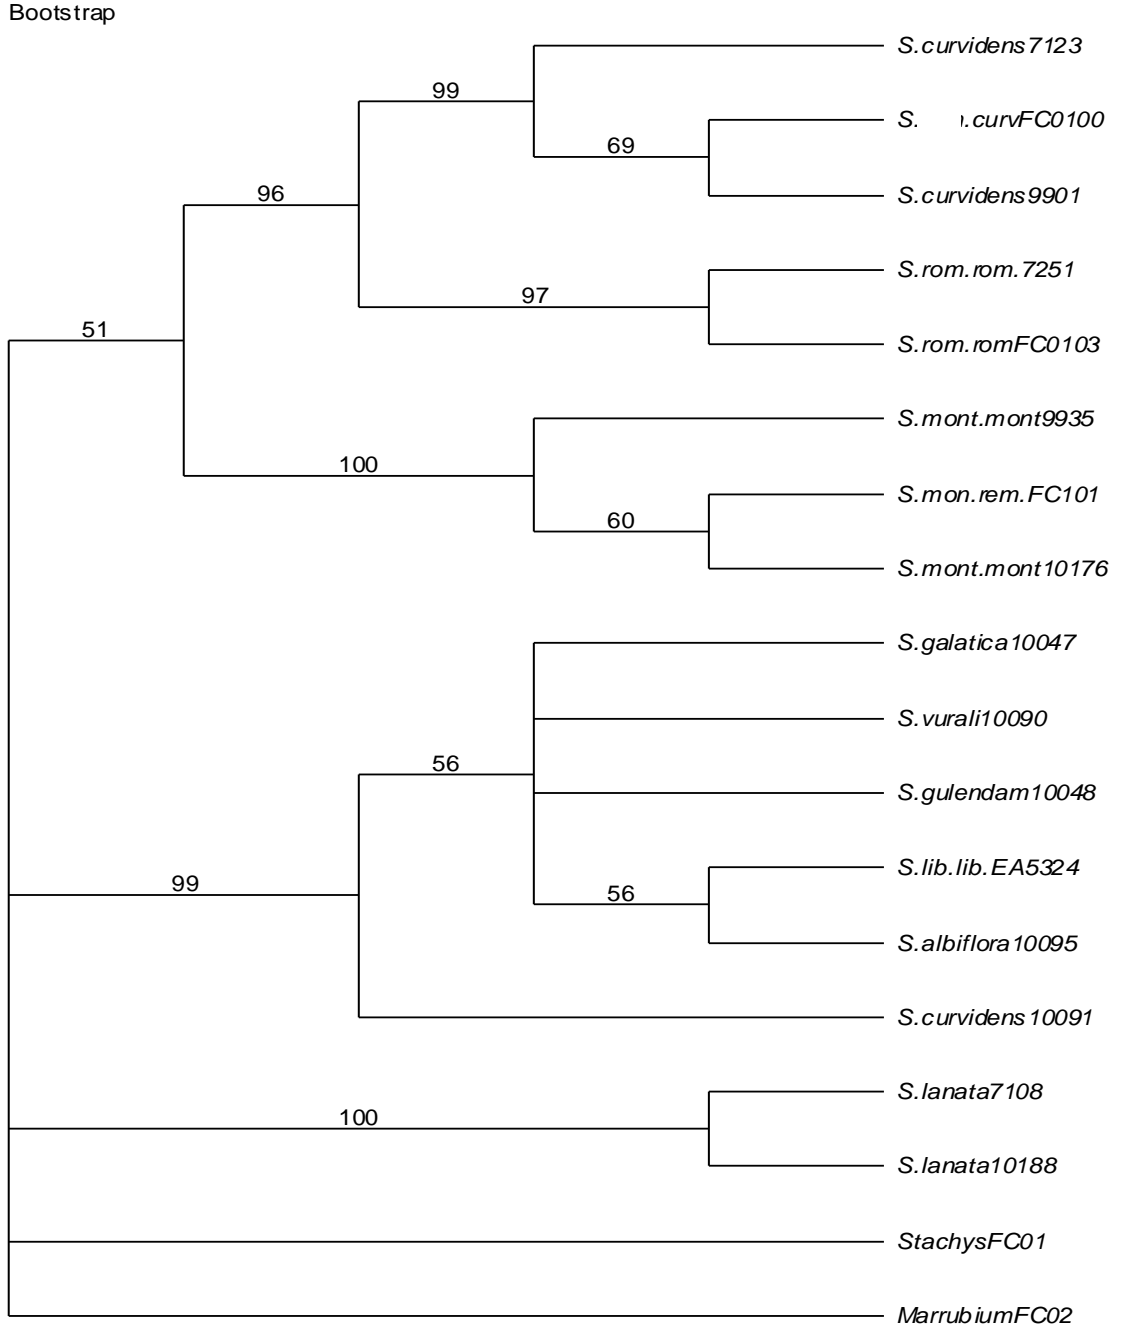 Bootstrap
S.curvidens7123
99
S. .curvFC0100
69
96
S.curvidens9901
S.rom.rom.7251
97
51
S.rom.romFC0103
S.mont.mont9935
100
S.mon.rem.FC101
60
S.mont.mont10176
S.galatica10047
S.vurali10090
56
S.gulendam10048
S.lib.lib.EA5324
99
56
S.albiflora10095
S.curvidens10091
S.lanata7108
100
S.lanata10188
StachysFC01
MarrubiumFC02